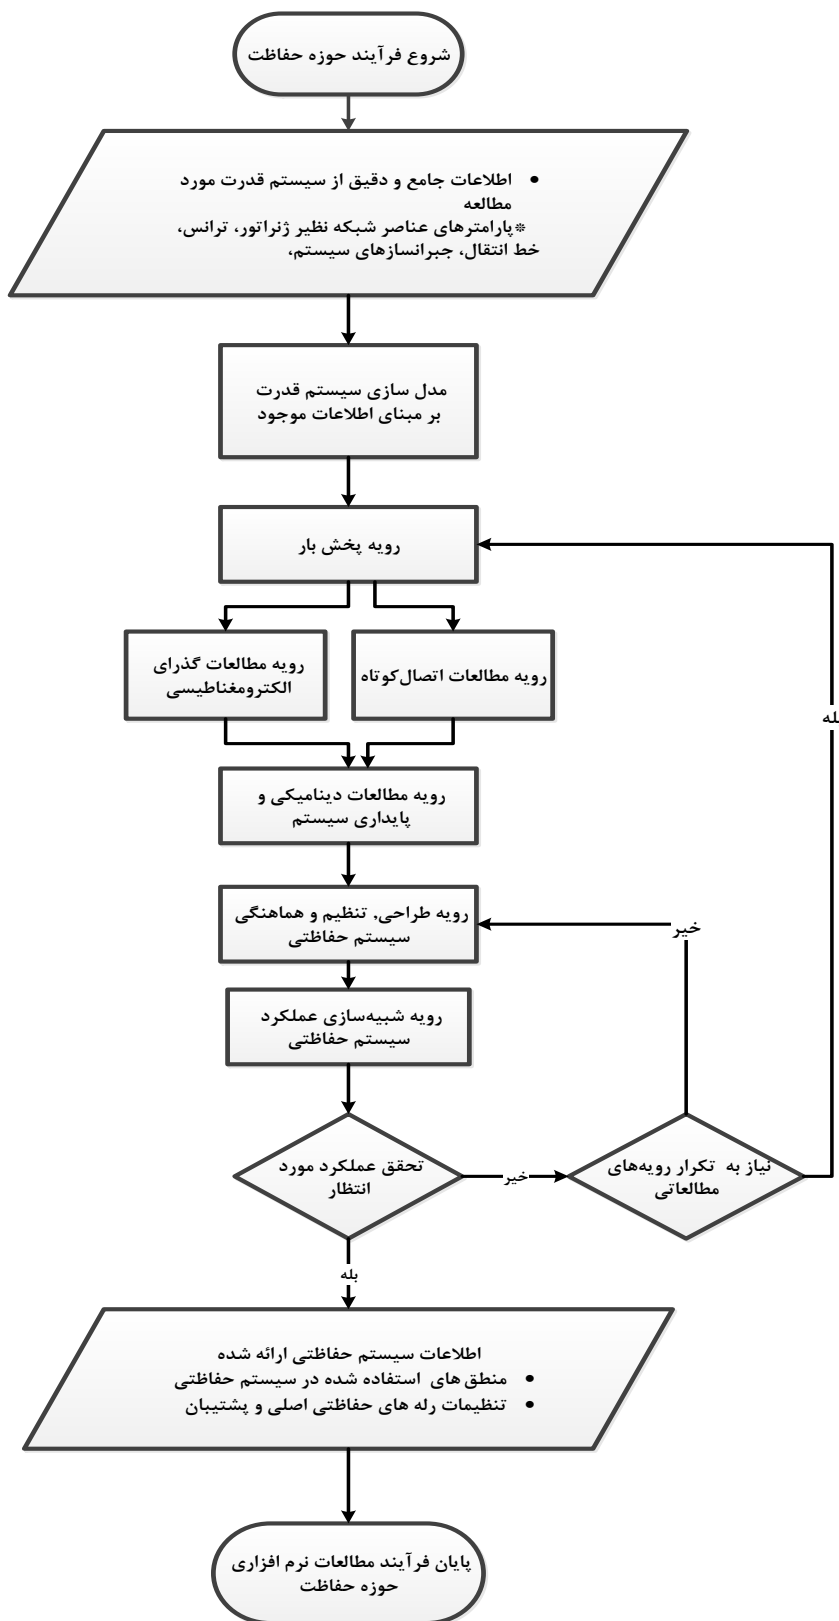 شروع فرآیند حوزه حفاظت
• اطلاعات جامع و دقیق از سیستم قدرت مورد
مطالعه
*پارامترهای عناصر شبکه نظیر ژنراتور، ترانس،
خط انتقال، جبرانسازهای سیستم،
مدل سازی سیستم قدرت
بر مبنای اطلاعات موجود
رویه پخش بار
رویه مطالعات اتصال‌کوتاه
رویه مطالعات گذرای
الکترومغناطیسی
بله
رویه مطالعات دینامیکی و
پایداری سیستم
رویه طراحی, تنظیم و هماهنگی
سیستم حفاظتی
خیر
رویه شبیه‌سازی عملکرد
سیستم حفاظتی
تحقق عملکرد مورد
انتظار
خیر
نیاز به تکرار رویه‌های
مطالعاتی
بله
اطلاعات سیستم حفاظتی ارائه شده
• منطق های استفاده شده در سیستم حفاظتی
• تنظیمات رله های حفاظتی اصلی و پشتیبان
پایان فرآیند مطالعات نرم افزاری
حوزه حفاظت